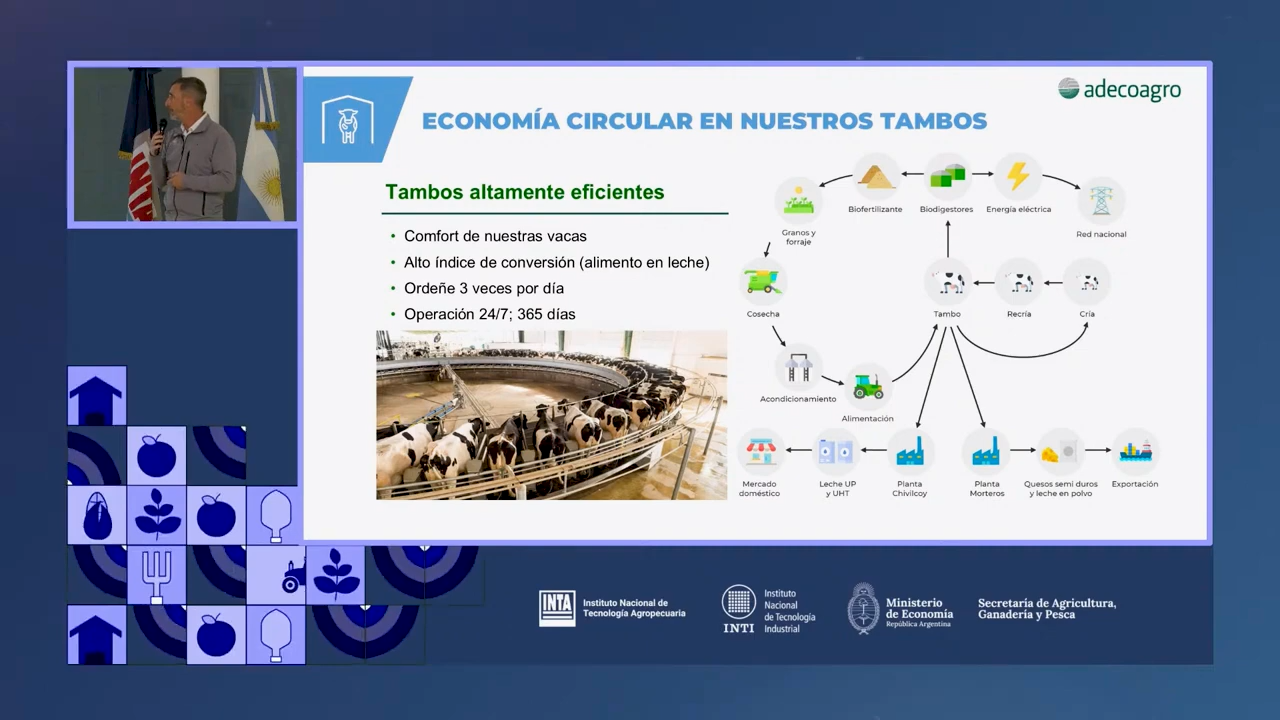 adecoagro
ECONOMÍA CIRCULAR EN NUESTROS TAMBOS
Tambos altamente eficientes
• Comfort de nuestras vacas
• Alto índice de conversión (alimento en leche)
• Ordeñe 3 veces por día
• Operación 24/7; 365 días
Biofertilizante
Biodigestores
Energía eléctrica
Granos y
forraje
Red nacional
Cosecha
Tambo
Recría
Cría
Acondicionamiento
Alimentación
Mercado
doméstico
Leche UP
y UHT
Planta
Chivilcoy
Planta
Morteros
Quesos semi duros
y leche en polvo
Exportación
INTA
Instituto Nacional de
Tecnología Agropecuaria
INTI
Instituto
Nacional
de Tecnología
Industrial
Ministerio
de Economía
República Argentina
Secretaría de Agricultura,
Ganadería y Pesca